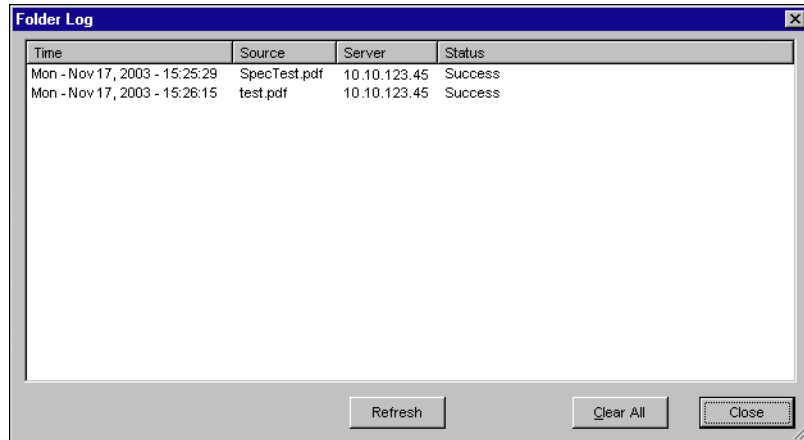 Folder Log
Time Source Server Status
Mon - Nov 17, 2003 - 15:25:29 SpecTest.pdf 10.10.123.45 Success
Mon - Nov 17, 2003 - 15:26:15 test.pdf 10.10.123.45 Success
Refresh Clear All Close